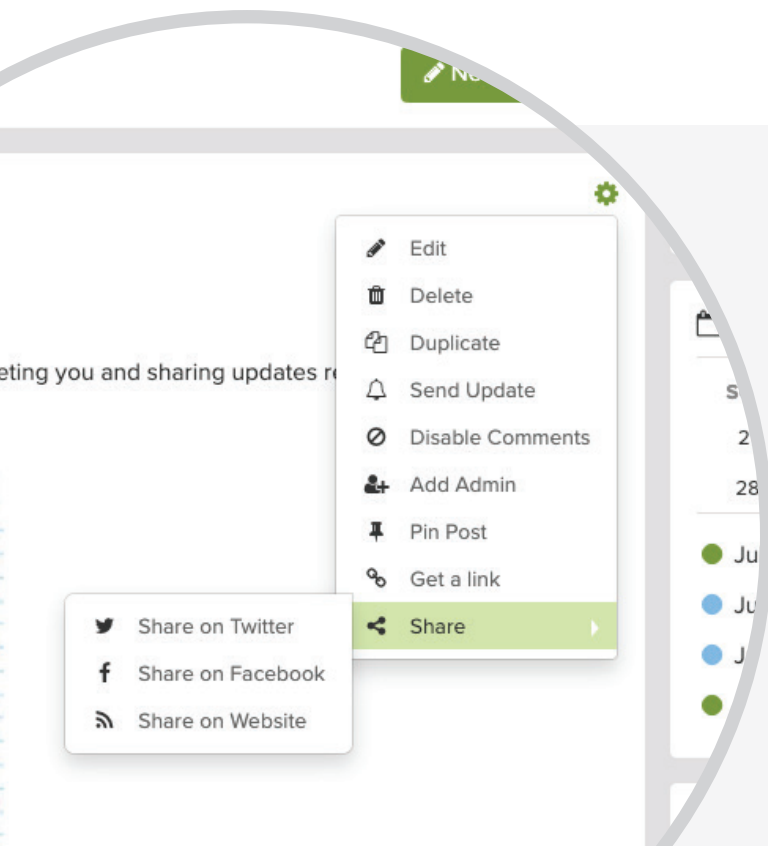 Edit
Delete
Duplicate
eting you and sharing updates
Send Update
Disable Comments
Add Admin
Pin Post
Get a link
Share
Share on Twitter
Share on Facebook
Share on Website
28